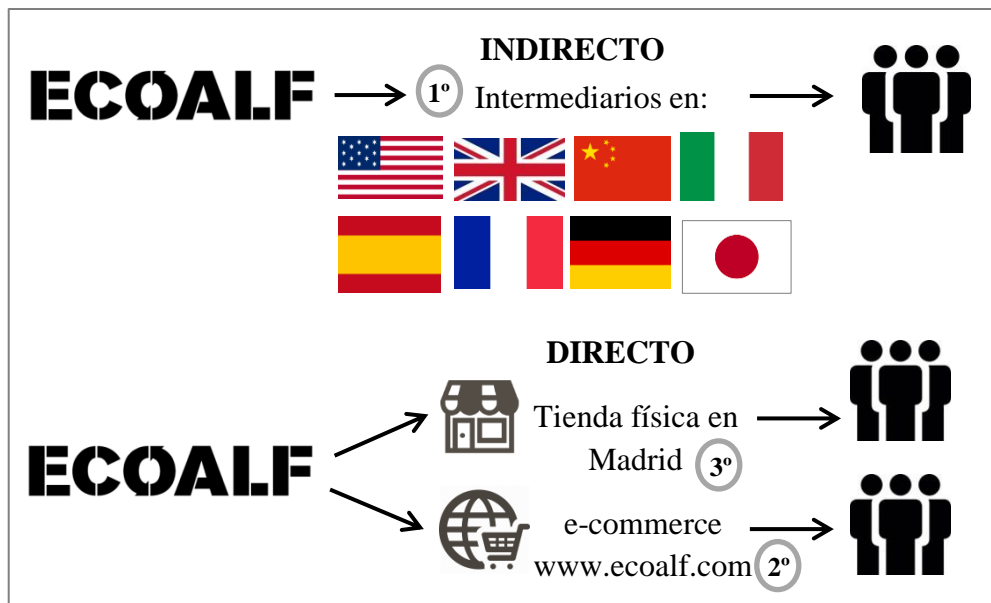 INDIRECTO
ECOALF
1º Intermediarios en:
DIRECTO
Tienda física en
Madrid 3º
ECOALF
e-commerce
www.ecoalf.com 2º